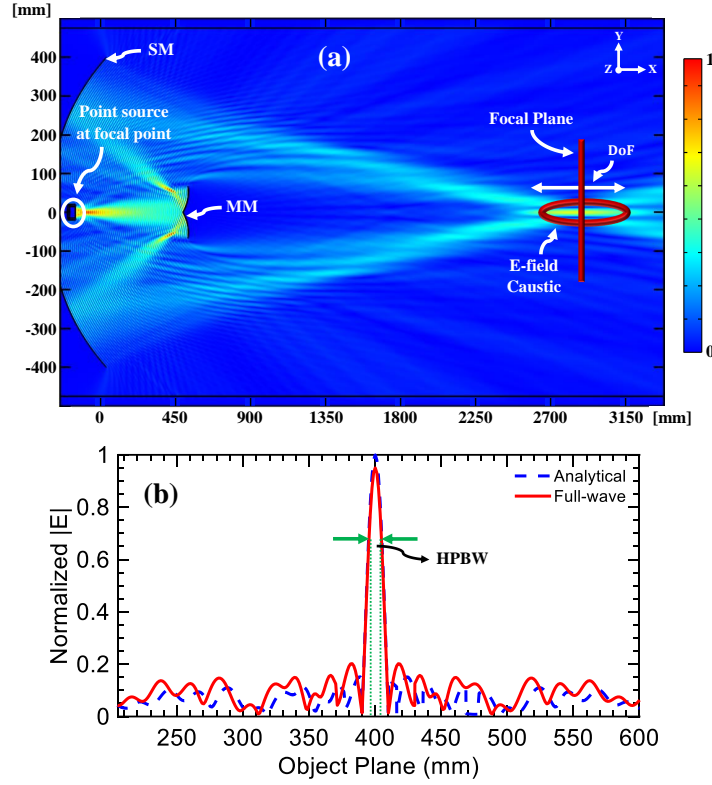 [mm]
400
300
200
100
0
-100
-200
-300
-400
SM
(a)
Y
Z
X
Point source
at focal point
MM
Focal Plane
DoF
E-field
Caustic
1
0
0
450
900
1350
1800
2250
2700
3150
[mm]
(b)
Analytical
Full-wave
HPBW
Normalized |E|
1
0.8
0.6
0.4
0.2
0
250
300
350
400
450
500
550
600
Object Plane (mm)